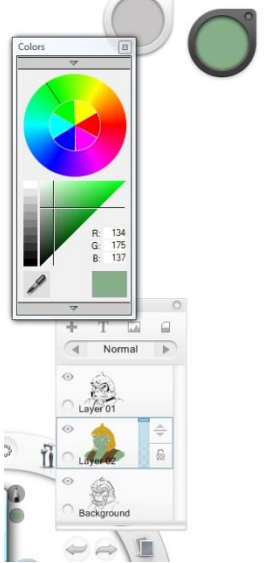 Colors
R: 134
G: 175
B: 137
T
Normal
Layer 01
Layer 02
Background